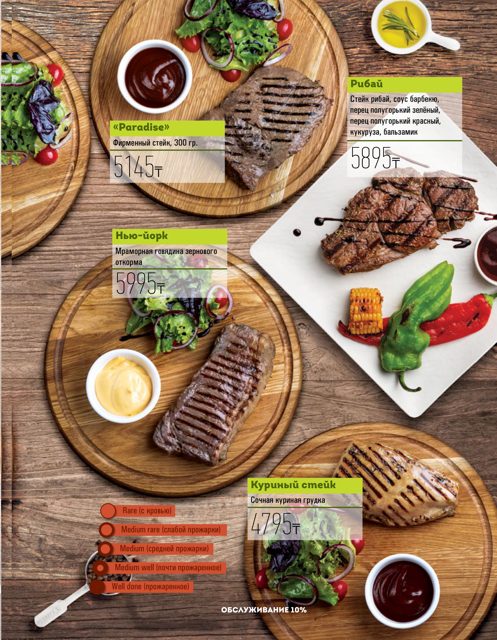 «Paradise»
Фирменный стейк, 300 гр.
5145₸
Рибай
Стейк рибай, соус барбекю,
перец полугорький зелёный,
перец полугорький красный,
кукуруза, бальзамик
5895₸
Нью-йорк
Мраморная говядина зернового
откорма
5995₸
Куриный стейк
Сочная куриная грудка
4795₸
Rare (с кровью)
Medium rare (слабой прожарки)
Medium (средней прожарки)
Medium well (почти прожаренное)
Well done (прожаренное)
ОБСЛУЖИВАНИЕ 10%